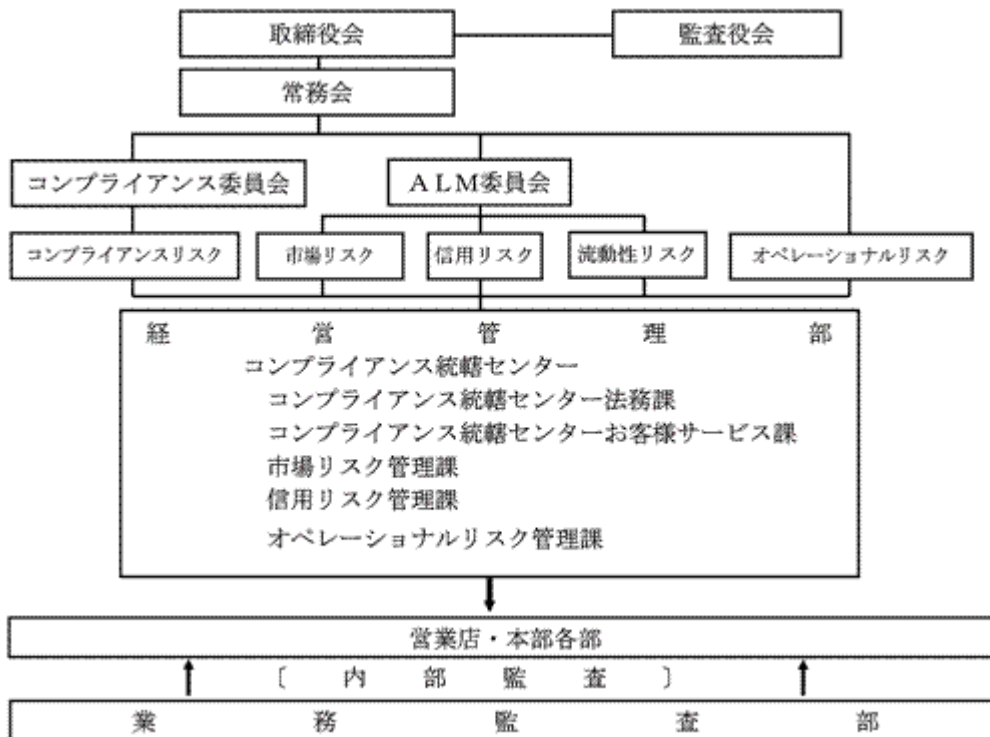 取締役会
監査役会
常務会
コンプライアンス委員会
ALM委員会
コンプライアンスリスク
市場リスク
信用リスク
流動性リスク
オペレーショナルリスク
経営管理部
コンプライアンス統轄センター
コンプライアンス統轄センター法務課
コンプライアンス統轄センターお客様サービス課
市場リスク管理課
信用リスク管理課
オペレーショナルリスク管理課
営業店・本部各部
〔内部監査〕
業務監査部